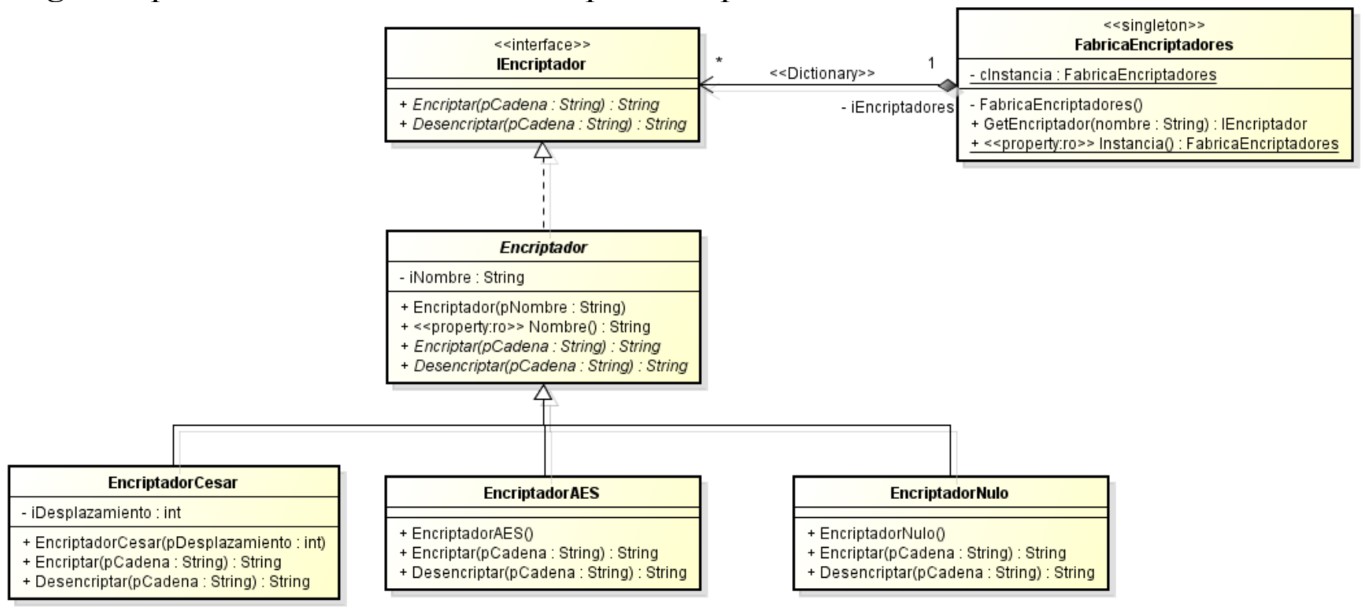 <<interface>>
IEncriptador
+ Encriptar(pCadena : String) : String
+ Desencriptar(pCadena : String) : String
*
<<Dictionary>>
1
- iEncriptadores
<<singleton>>
FabricaEncriptadores
- cInstancia : FabricaEncriptadores
- FabricaEncriptadores()
+ GetEncriptador(nombre : String) : IEncriptador
+ <<property:ro>> Instancia() : FabricaEncriptadores
Encriptador
- iNombre : String
+ Encriptador(pNombre : String)
+ <<property:ro>> Nombre() : String
+ Encriptar(pCadena : String) : String
+ Desencriptar(pCadena : String) : String
EncriptadorCesar
- iDesplazamiento : int
+ EncriptadorCesar(pDesplazamiento : int)
+ Encriptar(pCadena : String) : String
+ Desencriptar(pCadena : String) : String
EncriptadorAES
+ EncriptadorAES()
+ Encriptar(pCadena : String) : String
+ Desencriptar(pCadena : String) : String
EncriptadorNulo
+ EncriptadorNulo()
+ Encriptar(pCadena : String) : String
+ Desencriptar(pCadena : String) : String